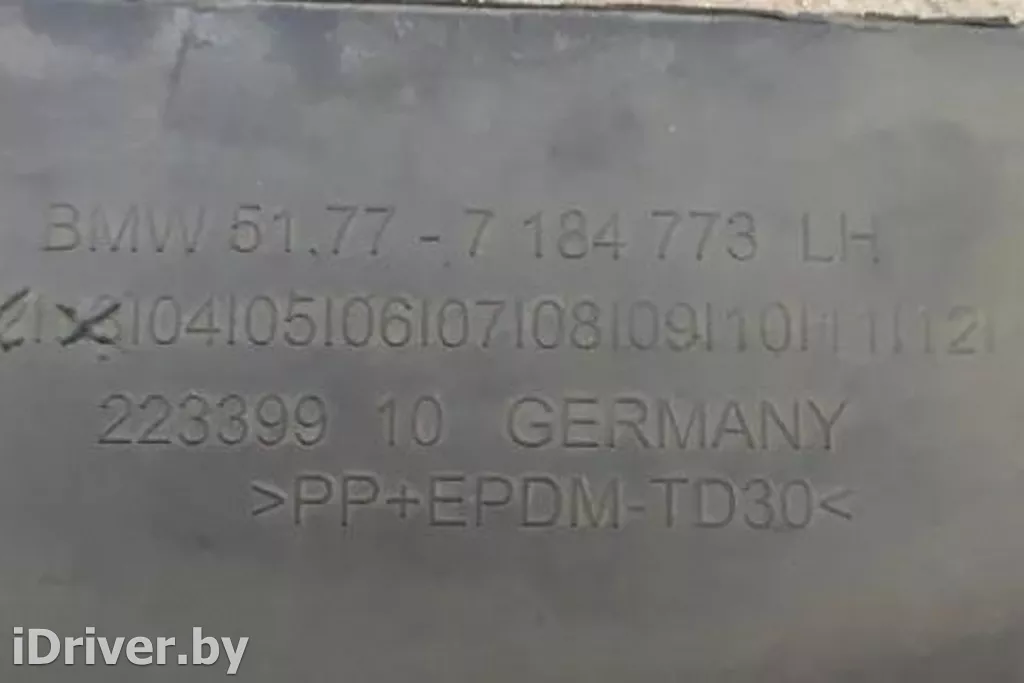 BMW 51.77 - 7 184 773 LH
|04|05|06|07|08|09|10|11|12|
223399 10 GERMANY
>PP+EPDM-TD30<
iDriver.by